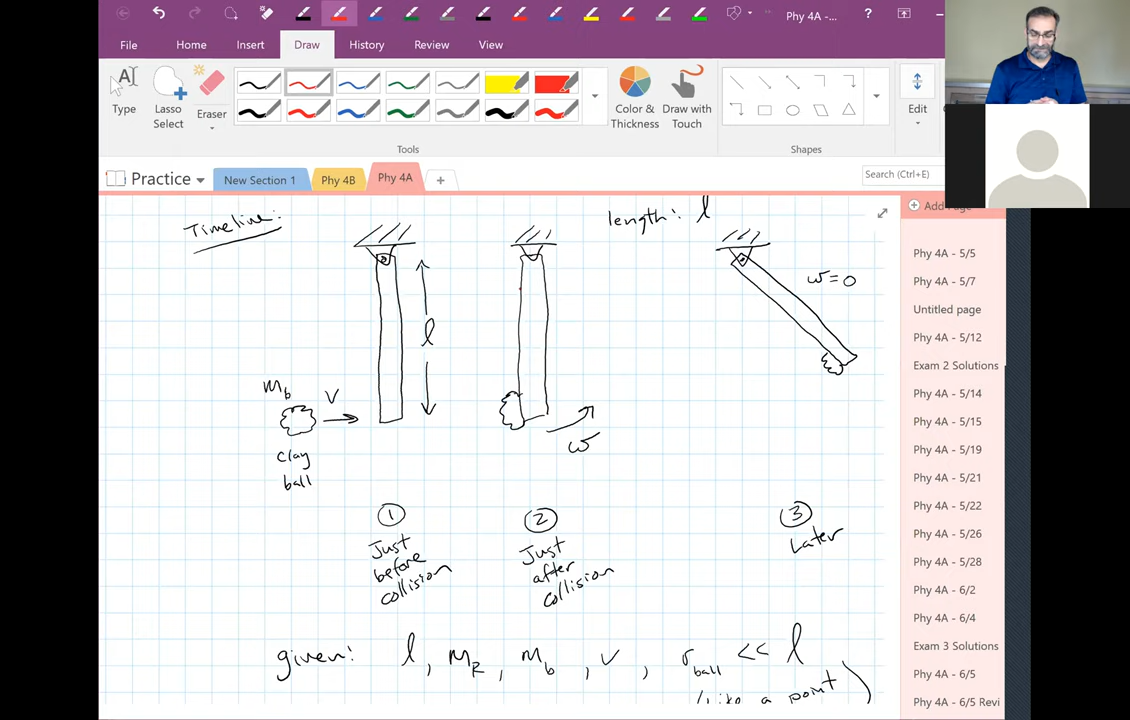 Phy 4A -...
?
File
Home
Insert
Draw
History
Review
View
Type
Lasso
Select
Eraser
Color &
Thickness
Draw with
Touch
Edit
Tools
Shapes
Practice
New Section 1
Phy 4B
Phy 4A
+
Search (Ctrl+E)
Add Page
Phy 4A - 5/5
Phy 4A - 5/7
Untitled page
Phy 4A - 5/12
Exam 2 Solutions
Phy 4A - 5/14
Phy 4A - 5/15
Phy 4A - 5/19
Phy 4A - 5/21
Phy 4A - 5/22
Phy 4A - 5/26
Phy 4A - 5/28
Phy 4A - 6/2
Phy 4A - 6/4
Exam 3 Solutions
Phy 4A - 6/5
Phy 4A - 6/5 Revi
Timeline:
length: l
ω = 0
l
m_b
v
clay
ball
ω
① 
Just
before
collision
②
Just
after
collision
③
Later
given: l, m_R, m_b, v, r_ball << l
(like a point)